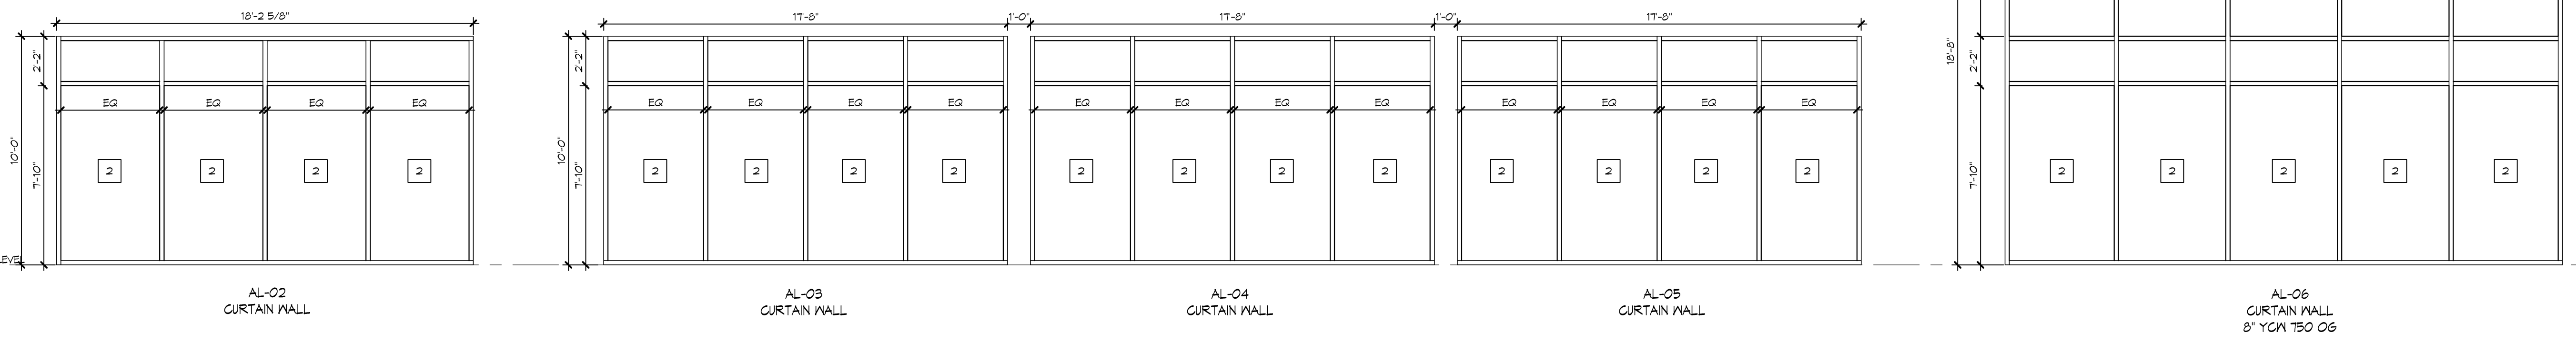 18'-2 5/8"
17'-8"
1'-0"
17'-8"
1'-0"
17'-8"
2'-2"
2'-2"
18'-8"
2'-2"
EQ EQ EQ EQ
EQ EQ EQ EQ
EQ EQ EQ EQ
EQ EQ EQ EQ
10'-0"
7'-10"
10'-0"
7'-10"
7'-10"
2 2 2 2
2 2 2 2
2 2 2 2
2 2 2 2
2 2 2 2 2
LEVEL
AL-02
CURTAIN WALL
AL-03
CURTAIN WALL
AL-04
CURTAIN WALL
AL-05
CURTAIN WALL
AL-06
CURTAIN WALL
8" YCW 750 OG